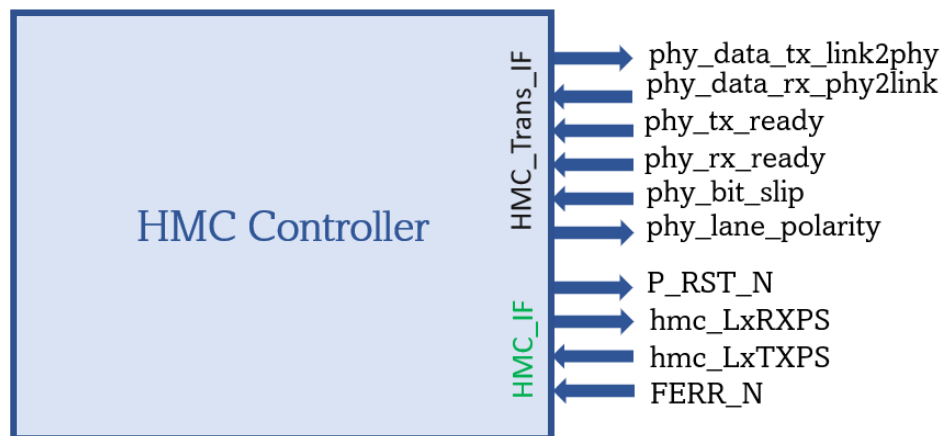 HMC Controller
HMC_Trans_IF
phy_data_tx_link2phy
phy_data_rx_phy2link
phy_tx_ready
phy_rx_ready
phy_bit_slip
phy_lane_polarity
HMC_IF
P_RST_N
hmc_LxRXPS
hmc_LxTXPS
FERR_N